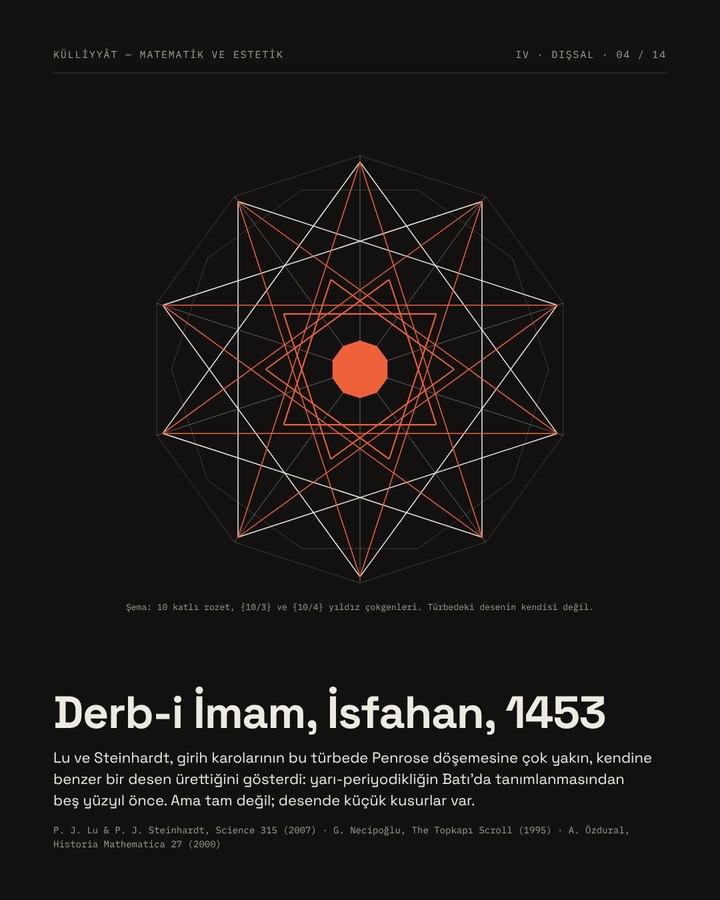 KÜLLİYYÂT — MATEMATİK VE ESTETİK
IV · DIŞSAL · 04 / 14
Şema: 10 katlı rozet, {10/3} ve {10/4} yıldız çokgenleri. Türbedeki desenin kendisi değil.
Derb-i İmam, İsfahan, 1453
Lu ve Steinhardt, girih karolarının bu türbede Penrose döşemesine çok yakın, kendine
benzer bir desen ürettiğini gösterdi: yarı-periyodikliğin Batı’da tanımlanmasından
beş yüzyıl önce. Ama tam değil; desende küçük kusurlar var.
P. J. Lu & P. J. Steinhardt, Science 315 (2007) · G. Necipoğlu, The Topkapı Scroll (1995) · A. Özdural,
Historia Mathematica 27 (2000)